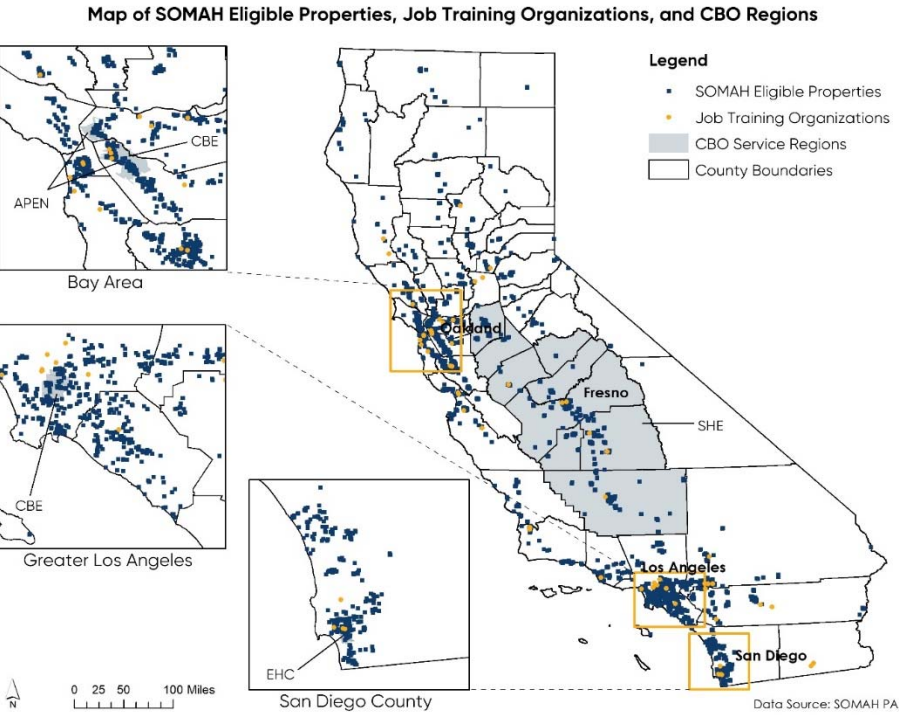 Map of SOMAH Eligible Properties, Job Training Organizations, and CBO Regions
Legend
SOMAH Eligible Properties
Job Training Organizations
CBO Service Regions
County Boundaries
CBE
APEN
Bay Area
Oakland
Fresno
SHE
CBE
Greater Los Angeles
Los Angeles
EHC
San Diego
San Diego County
N
0 25 50 100 Miles
Data Source: SOMAH PA